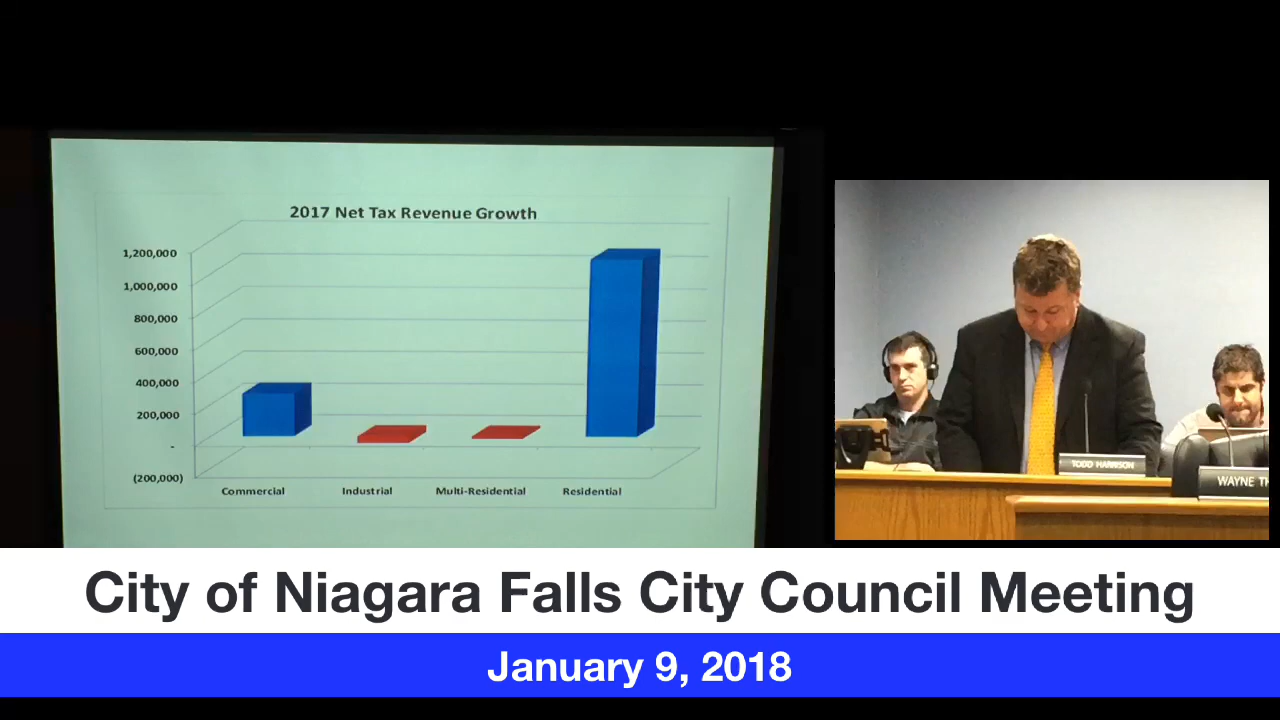 2017 Net Tax Revenue Growth
1,200,000
1,000,000
800,000
600,000
400,000
200,000
-
(200,000)
Commercial Industrial Multi-Residential Residential
TODD HARRISON
WAYNE TH
City of Niagara Falls City Council Meeting
January 9, 2018